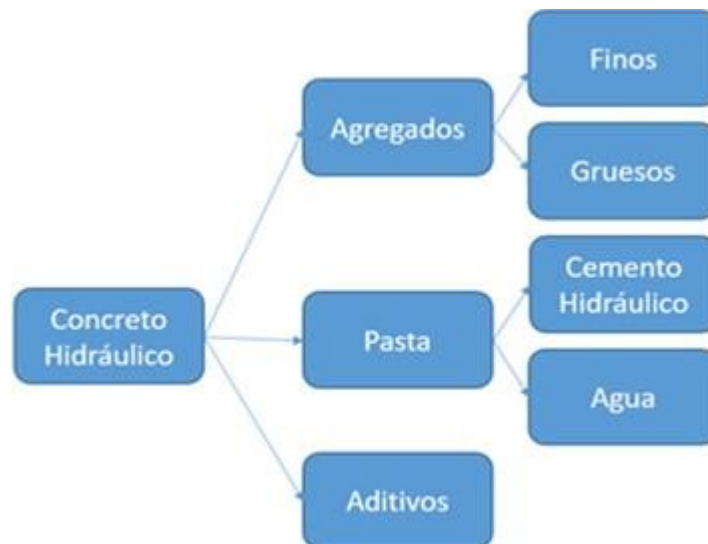 Concreto
Hidráulico
Agregados
Finos
Gruesos
Pasta
Cemento
Hidráulico
Agua
Aditivos